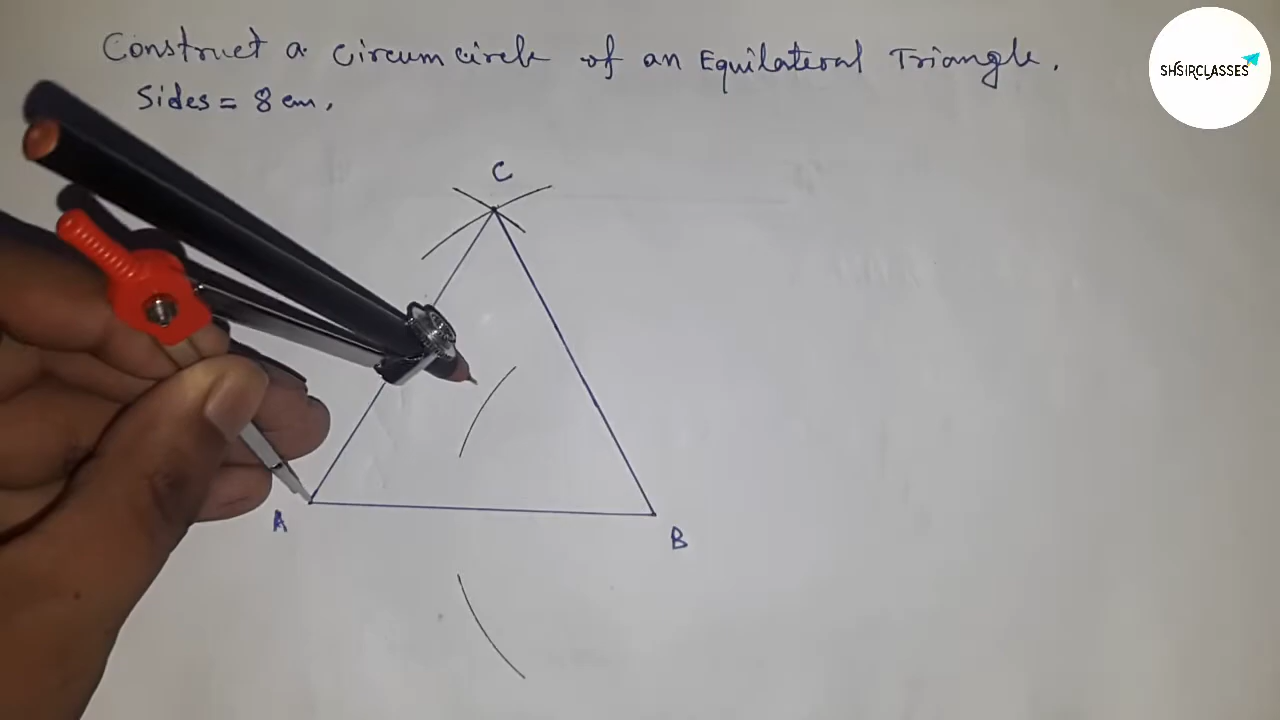 Construct a circumcircle of an Equilateral Triangle.
Sides = 8 cm.
SHSIRCLASSES
C
A
B